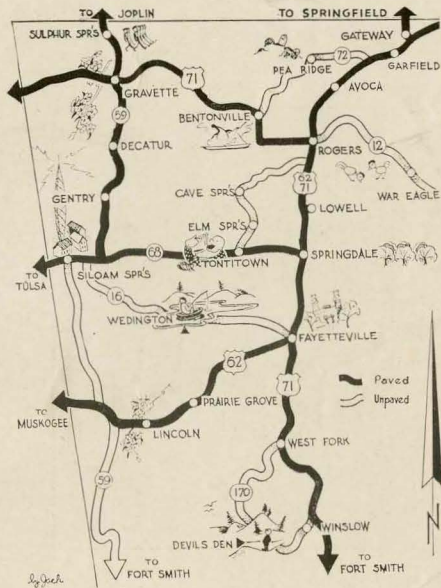 TO
JOPLIN
TO SPRINGFIELD
SULPHUR SPR'S
GATEWAY
72
PEA RIDGE
GARFIELD
71
GRAVETTE
AVOCA
59
BENTONVILLE
DECATUR
ROGERS
12
62
71
CAVE SPR'S
WAR EAGLE
GENTRY
LOWELL
ELM SPR'S
68
SPRINGDALE
TONTITOWN
TO
TULSA
SILOAM SPR'S
16
WEDINGTON
FAYETTEVILLE
62
71
Paved
Unpaved
TO
MUSKOGEE
PRAIRIE GROVE
LINCOLN
WEST FORK
59
170
WINSLOW
DEVILS DEN
TO
FORT SMITH
TO
FORT SMITH
by Jack